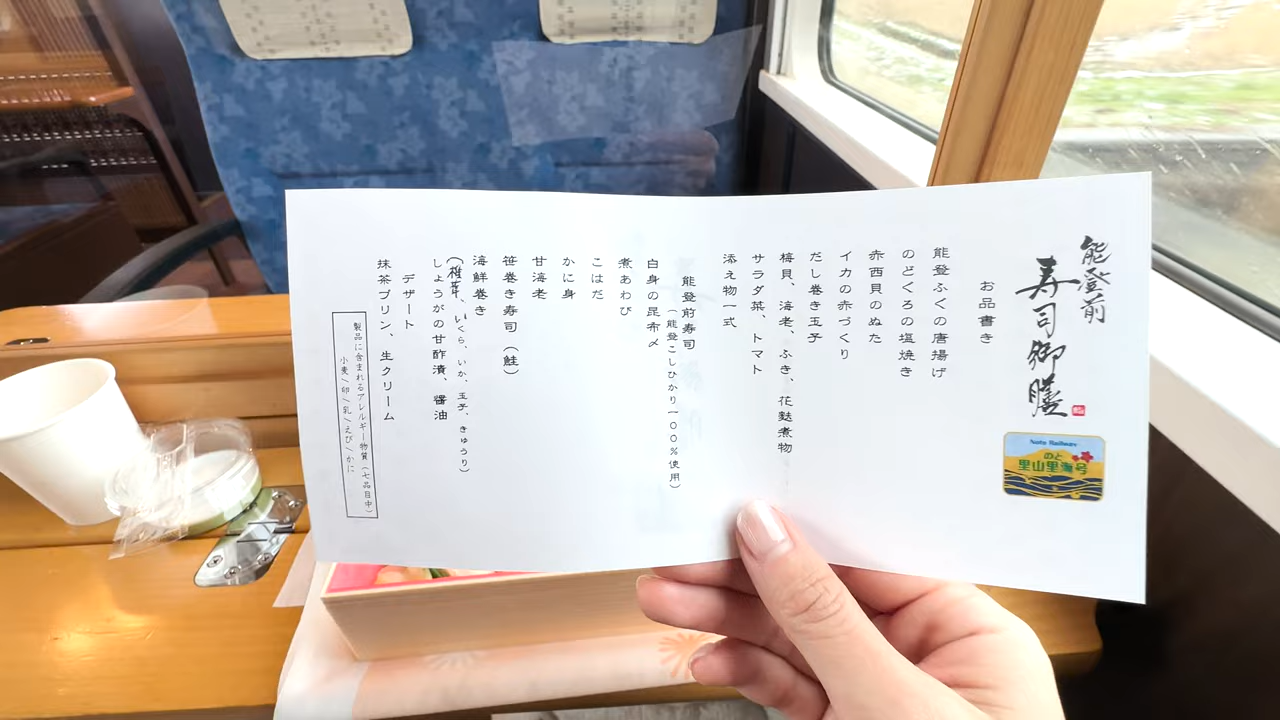 能登前
寿司御膳
Noto Railway
のと
里山里海号
お品書き
能登ふぐの唐揚げ
のどくろの塩焼き
赤西貝のぬた
イカの赤づくり
だし巻き玉子
梅貝、海老、ふき、花麩煮物
サラダ菜、トマト
添え物一式
能登前寿司
(能登こしひかり一００％使用)
白身の昆布〆
煮あわび
こはだ
かに身
甘海老
笹巻き寿司(鮭)
海鮮巻き
(椎茸、いくら、いか、玉子、きゅうり)
しょうがの甘酢漬、醤油
デザート
抹茶プリン、生クリーム
製品に含まれるアレルギー物質(七品目中)
小麦/卵/乳/えび/かに